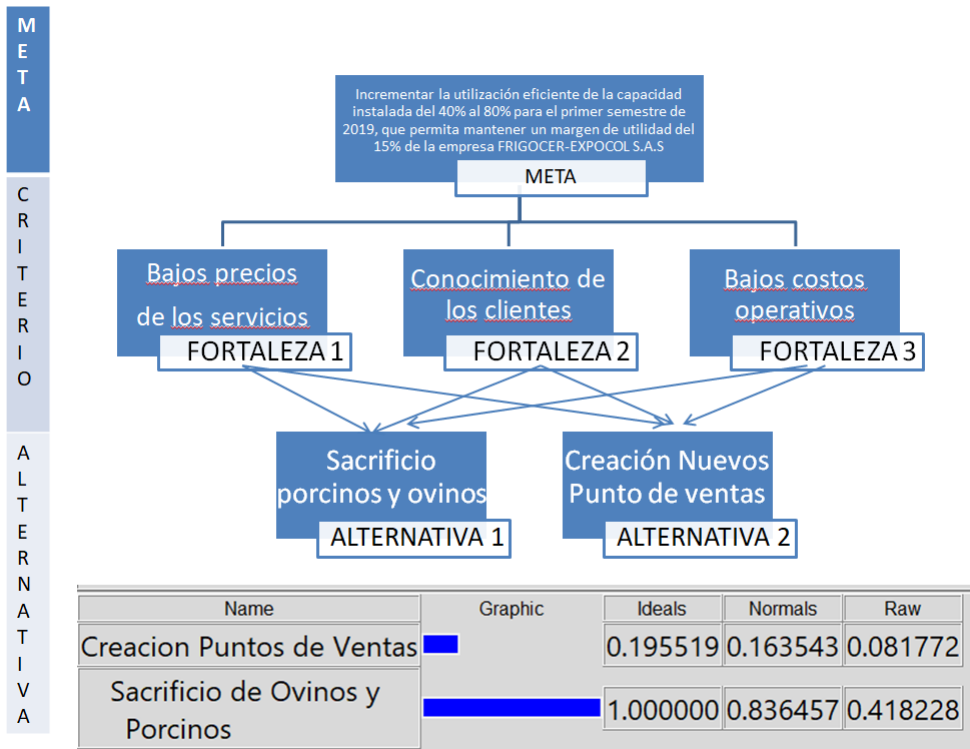 META
Incrementar la utilización eficiente de la capacidad
instalada del 40% al 80% para el primer semestre de
2019, que permita mantener un margen de utilidad del
15% de la empresa FRIGOCER-EXPOCOL S.A.S
META
CRITERIO
Bajos precios
de los servicios
FORTALEZA 1
Conocimiento de
los clientes
FORTALEZA 2
Bajos costos
operativos
FORTALEZA 3
ALTERNATIVA
Sacrificio
porcinos y ovinos
ALTERNATIVA 1
Creación Nuevos
Punto de ventas
ALTERNATIVA 2
Name Graphic Ideals Normals Raw
Creacion Puntos de Ventas 0.195519 0.163543 0.081772
Sacrificio de Ovinos y
Porcinos 1.000000 0.836457 0.418228